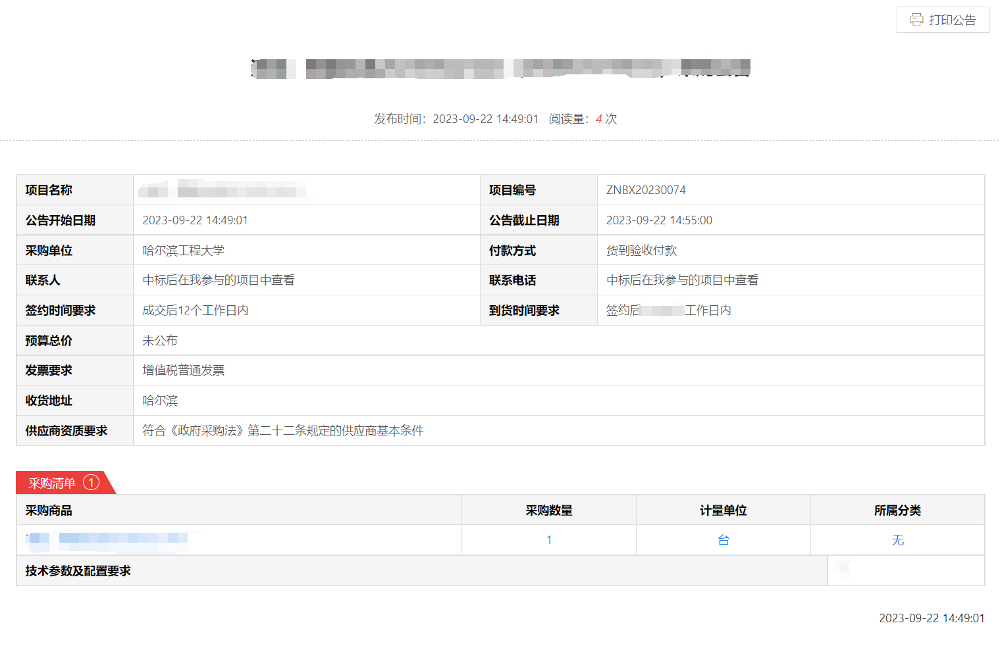 打印公告
发布时间：2023-09-22 14:49:01 阅读量：4 次
项目名称 项目编号 ZNBX20230074
公告开始日期 2023-09-22 14:49:01 公告截止日期 2023-09-22 14:55:00
采购单位 哈尔滨工程大学 付款方式 货到验收付款
联系人 中标后在我参与的项目中查看 联系电话 中标后在我参与的项目中查看
签约时间要求 成交后12个工作日内 到货时间要求 签约后 工作日内
预算总价 未公布
发票要求 增值税普通发票
收货地址 哈尔滨
供应商资质要求 符合《政府采购法》第二十二条规定的供应商基本条件
采购清单 1
采购商品 采购数量 计量单位 所属分类
1 台 无
技术参数及配置要求
2023-09-22 14:49:01